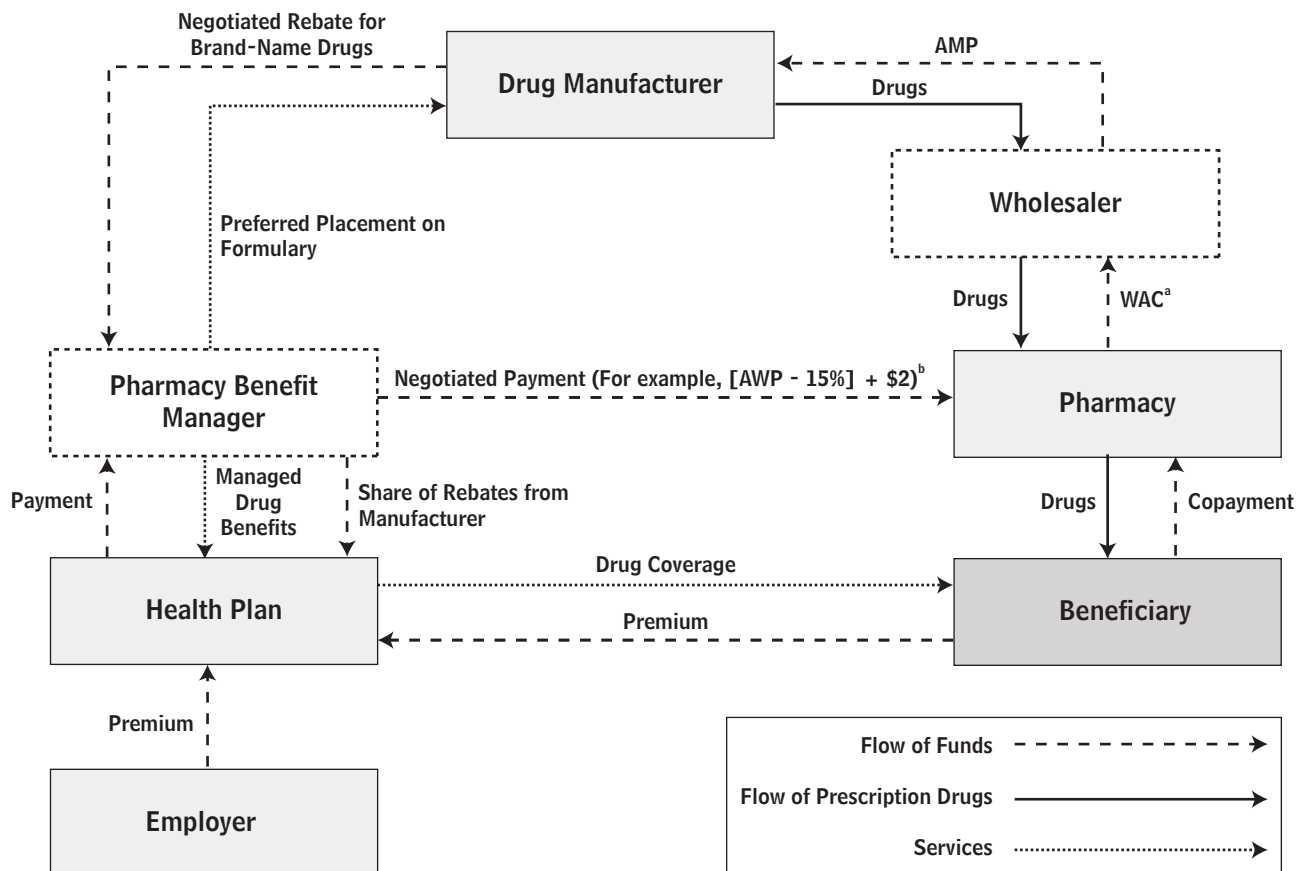 Negotiated Rebate for
Brand-Name Drugs
AMP
Drug Manufacturer
Drugs
Wholesaler
Preferred Placement on
Formulary
Drugs
WACᵃ
Pharmacy Benefit
Manager
Negotiated Payment (For example, [AWP - 15%] + $2)ᵇ
Pharmacy
Payment
Managed
Drug
Benefits
Share of Rebates from
Manufacturer
Drugs
Copayment
Health Plan
Drug Coverage
Premium
Beneficiary
Premium
Employer
Flow of Funds
Flow of Prescription Drugs
Services